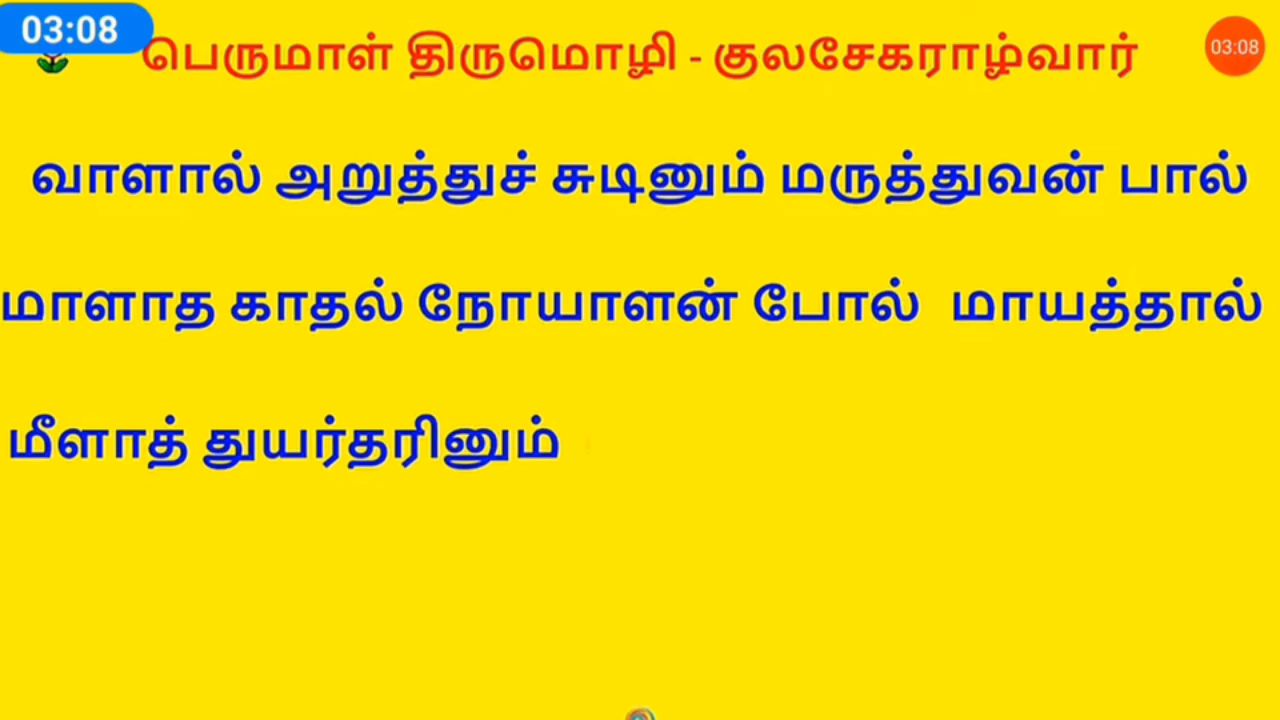 03:08
பெருமாள் திருமொழி - குலசேகராழ்வார்
03:08
வாளால் அறுத்துச் சுடினும் மருத்துவன் பால்
மாளாத காதல் நோயாளன் போல் மாயத்தால்
மீளாத் துயர்தரினும்